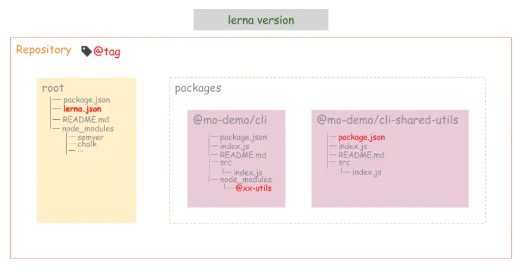 lerna version
Repository @tag
root
package.json
lerna.json
README.md
node_modules
semver
chalk
...
packages
@mo-demo/cli
package.json
index.js
README.md
src
index.js
node_modules
@xx-utils
@mo-demo/cli-shared-utils
package.json
index.js
README.md
src
index.js